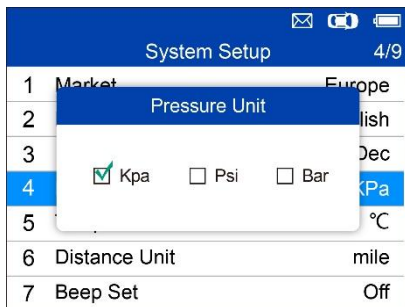 System Setup 4/9
1 Market Europe
Pressure Unit
2 lish
3 Dec
Kpa Psi Bar
4 KPa
5 ℃
6 Distance Unit mile
7 Beep Set Off